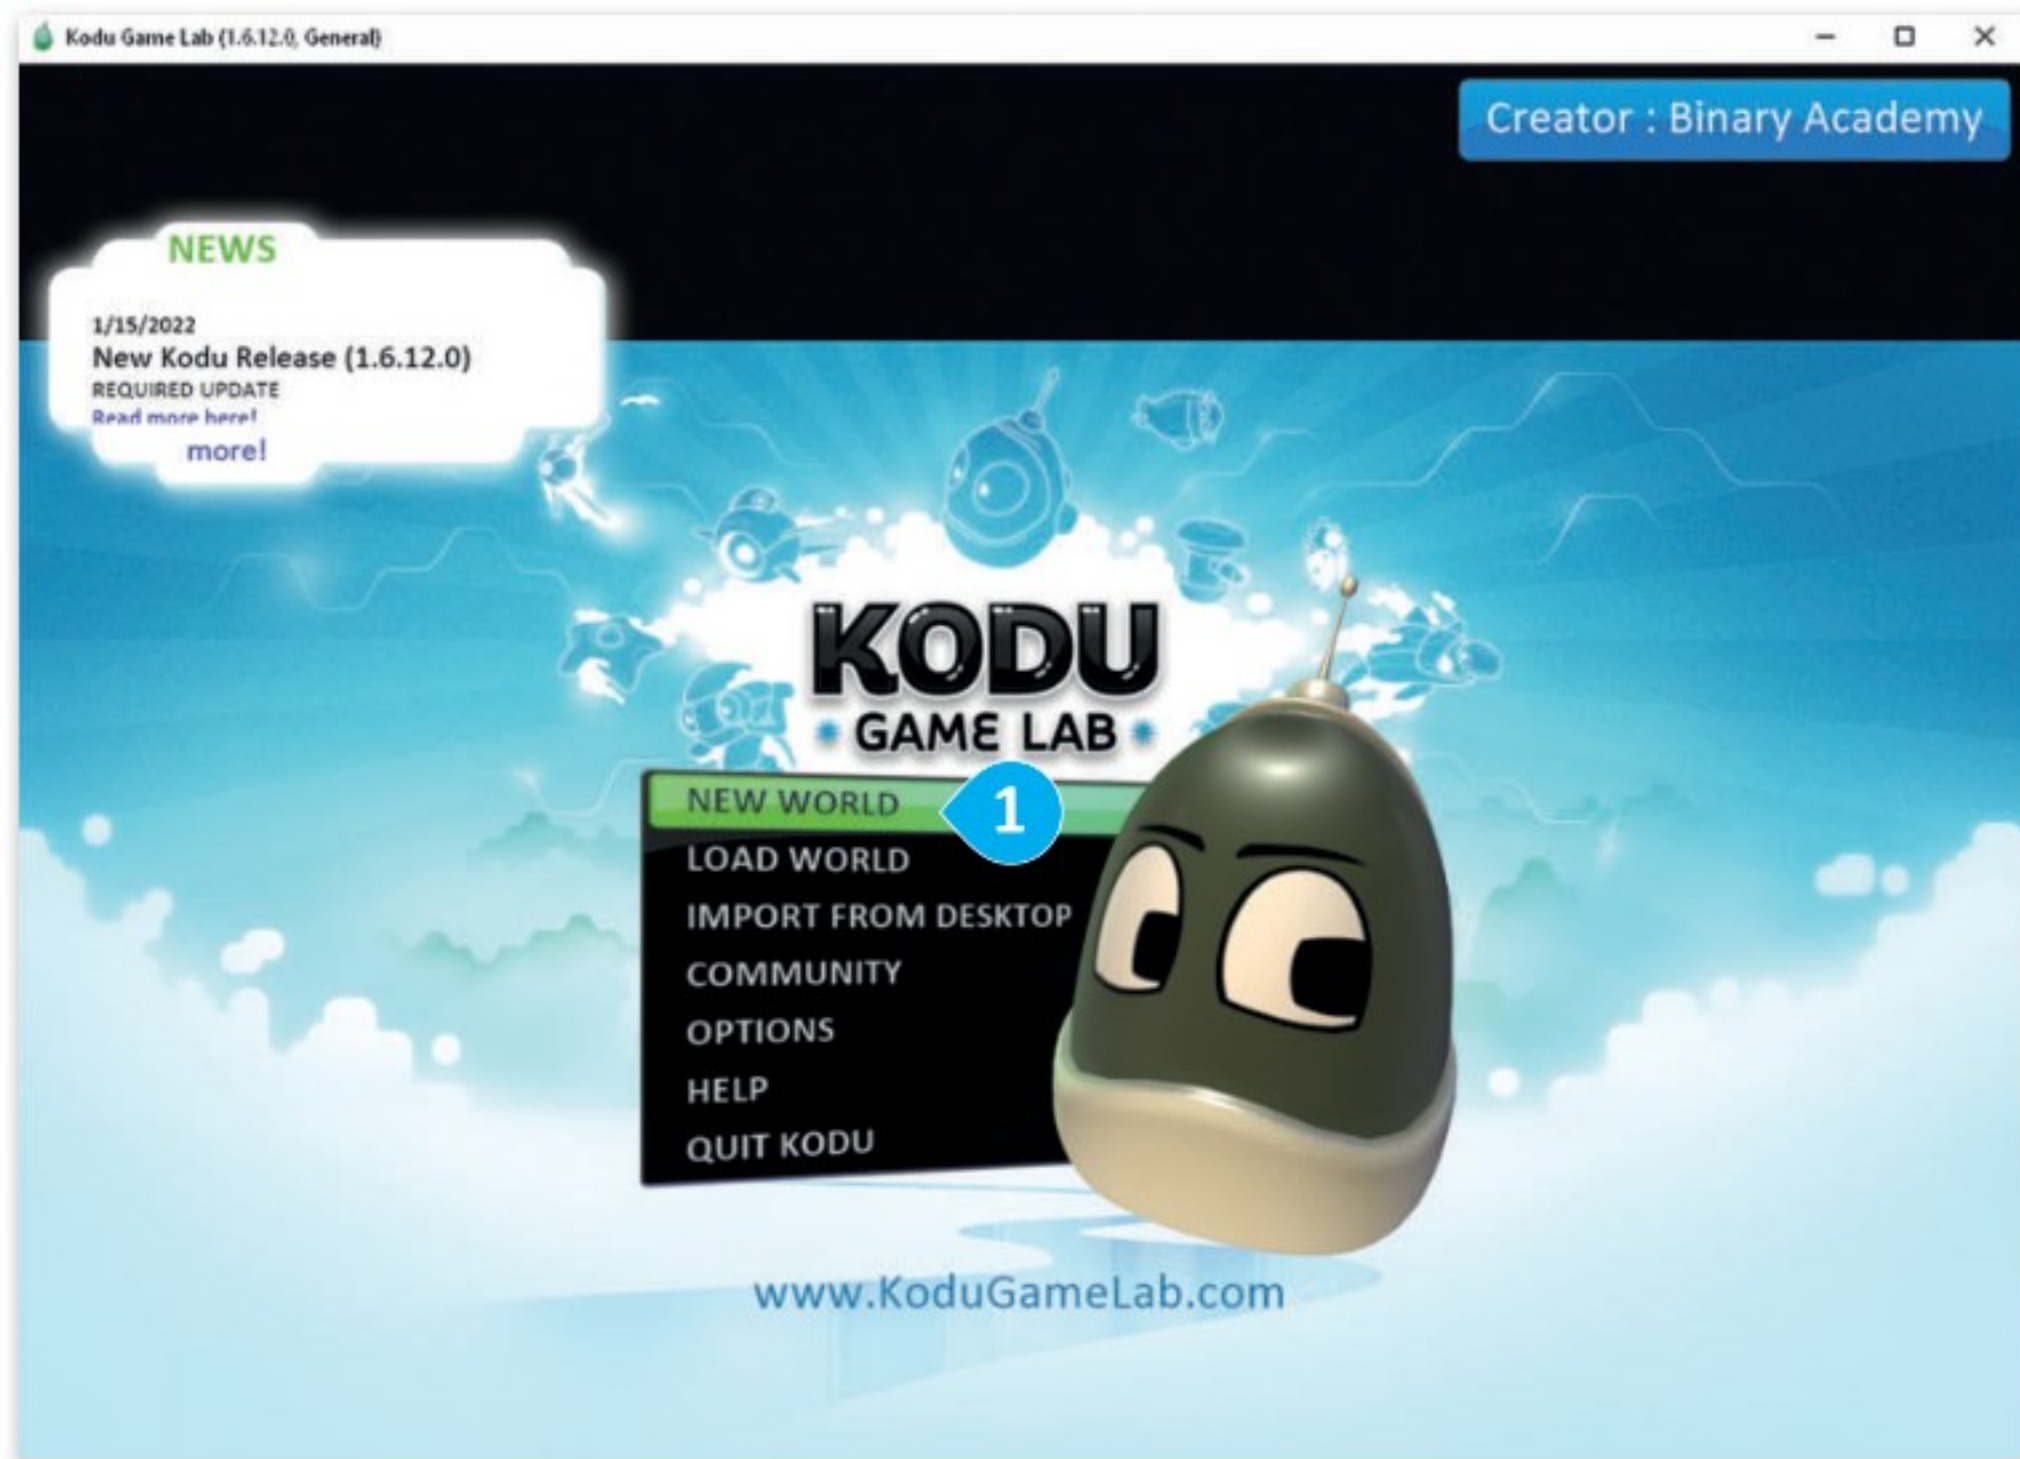 Kodu Game Lab (1.6.12.0, General)
Creator : Binary Academy
NEWS
1/15/2022
New Kodu Release (1.6.12.0)
REQUIRED UPDATE
Read more here!
more!
KODU
GAME LAB
NEW WORLD
1
LOAD WORLD
IMPORT FROM DESKTOP
COMMUNITY
OPTIONS
HELP
QUIT KODU
www.KoduGameLab.com